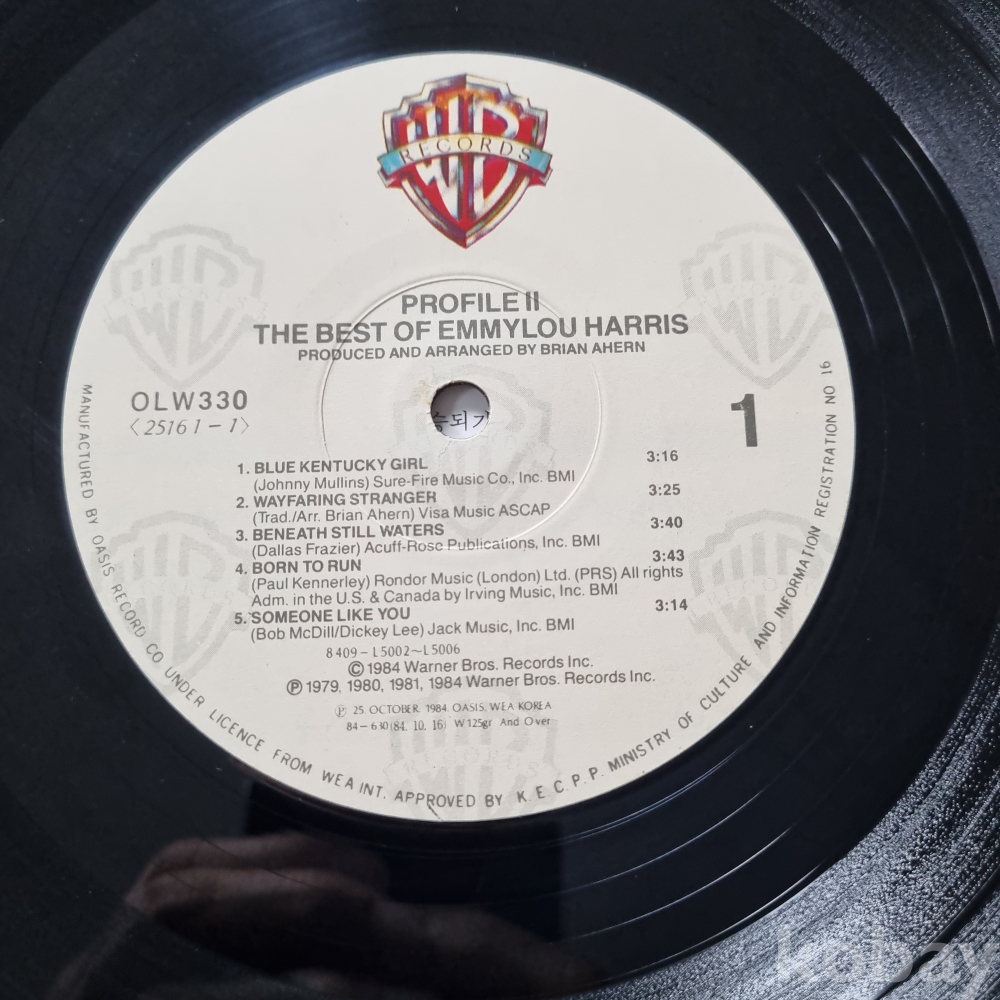 WB
RECORDS
PROFILE II
THE BEST OF EMMYLOU HARRIS
PRODUCED AND ARRANGED BY BRIAN AHERN
OLW330
<25161-1>
1
승되기
1. BLUE KENTUCKY GIRL 3:16
(Johnny Mullins) Sure-Fire Music Co., Inc. BMI
2. WAYFARING STRANGER 3:25
(Trad./Arr. Brian Ahern) Visa Music ASCAP
3. BENEATH STILL WATERS 3:40
(Dallas Frazier) Acuff-Rose Publications, Inc. BMI
4. BORN TO RUN 3:43
(Paul Kennerley) Rondor Music (London) Ltd. (PRS) All rights
Adm. in the U.S. & Canada by Irving Music, Inc. BMI
5. SOMEONE LIKE YOU 3:14
(Bob McDill/Dickey Lee) Jack Music, Inc. BMI
8409-L5002~L5006
Ⓒ1984 Warner Bros. Records Inc.
Ⓟ1979, 1980, 1981, 1984 Warner Bros. Records Inc.
Ⓟ 25 OCTOBER 1984. OASIS, WEA KOREA
84-630(84. 10. 16) W125gr And Over
MANUFACTURED BY OASIS RECORD CO UNDER LICENCE FROM WEA INT. APPROVED BY K.E.C.P.P. MINISTRY OF CULTURE AND INFORMATION REGISTRATION NO 16
kobay